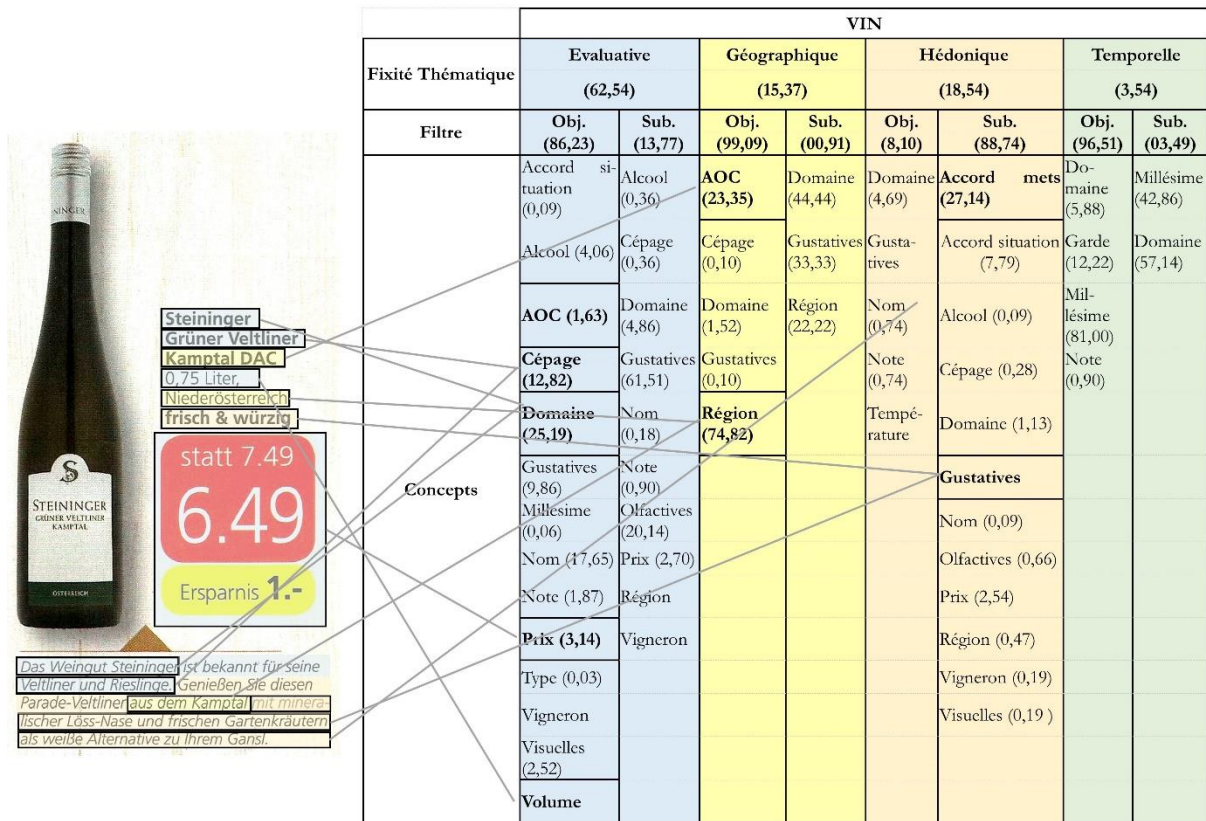 NINGER
S
STEININGER
GRÜNER VELTLINER
KAMPTAL
ÖSTERREICH
Steininger
Grüner Veltliner
Kamptal DAC
0,75 Liter,
Niederösterreich
frisch & würzig
statt 7.49
6.49
Ersparnis 1.-
Das Weingut Steininger ist bekannt für seine
Veltliner und Rieslinge. Genießen Sie diesen
Parade-Veltliner aus dem Kamptal mit minera-
lischer Löss-Nase und frischen Gartenkräutern
als weiße Alternative zu Ihrem Gansl.
VIN
Fixité Thématique
Evaluative
(62,54)
Géographique
(15,37)
Hédonique
(18,54)
Temporelle
(3,54)
Filtre
Obj.
(86,23)
Sub.
(13,77)
Obj.
(99,09)
Sub.
(00,91)
Obj.
(8,10)
Sub.
(88,74)
Obj.
(96,51)
Sub.
(03,49)
Concepts
Accord si-
tuation
(0,09)
Alcool
(0,36)
AOC
(23,35)
Domaine
(44,44)
Domaine
(4,69)
Accord mets
(27,14)
Do-
maine
(5,88)
Millésime
(42,86)
Alcool (4,06)
Cépage
(0,36)
Cépage
(0,10)
Gustatives
(33,33)
Gusta-
tives
Accord situation
(7,79)
Garde
(12,22)
Domaine
(57,14)
AOC (1,63)
Domaine
(4,86)
Domaine
(1,52)
Région
(22,22)
Nom
(0,74)
Alcool (0,09)
Mil-
lésime
(81,00)
Cépage
(12,82)
Gustatives
(61,51)
Gustatives
(0,10)
Note
(0,74)
Cépage (0,28)
Note
(0,90)
Domaine
(25,19)
Nom
(0,18)
Région
(74,82)
Tempé-
rature
Domaine (1,13)
Gustatives
(9,86)
Note
(0,90)
Gustatives
Millésime
(0,06)
Olfactives
(20,14)
Nom (0,09)
Nom (17,65)
Prix (2,70)
Olfactives (0,66)
Note (1,87)
Région
Prix (2,54)
Prix (3,14)
Vigneron
Région (0,47)
Type (0,03)
Vigneron (0,19)
Vigneron
Visuelles (0,19 )
Visuelles
(2,52)
Volume